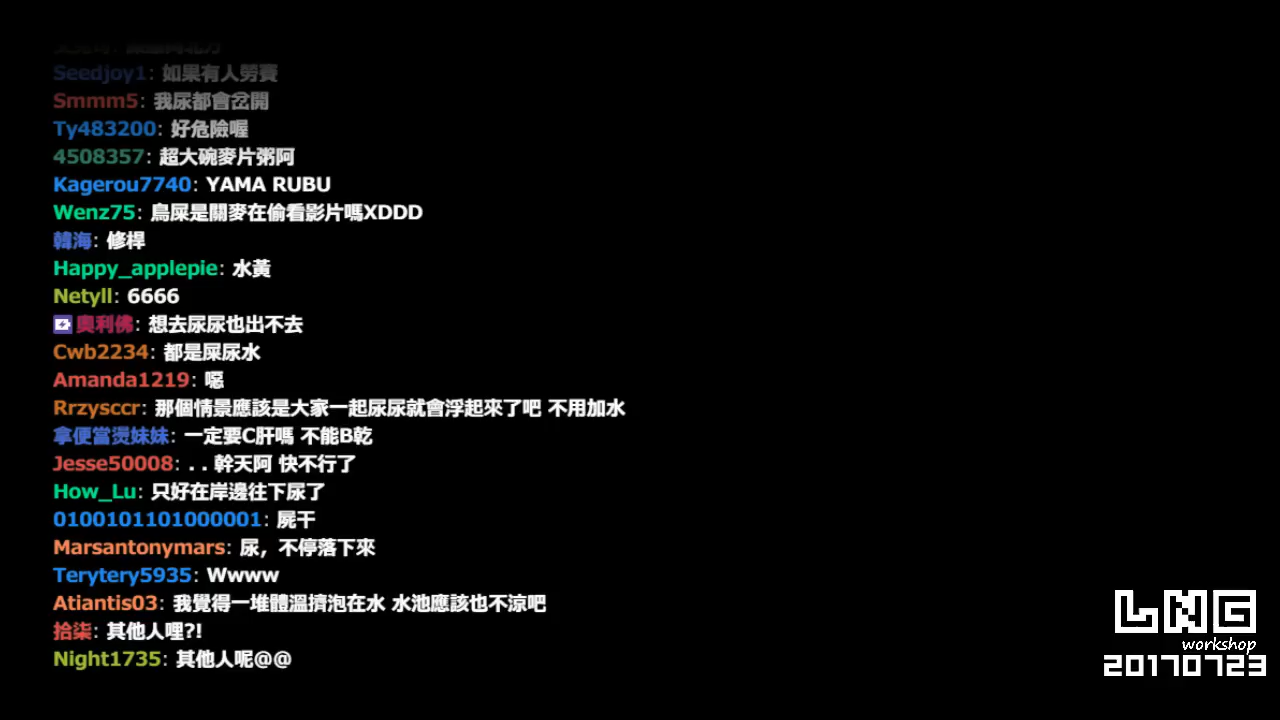 Seedjoy1: 如果有人勞賽
Smmm5: 我尿都會岔開
Ty483200: 好危險喔
4508357: 超大碗麥片粥阿
Kagerou7740: YAMA RUBU
Wenz75: 鳥屎是關麥在偷看影片嗎XDDD
韓海: 修桿
Happy_applepie: 水黃
Netyll: 6666
奧利佛: 想去尿尿也出不去
Cwb2234: 都是屎尿水
Amanda1219: 噁
Rrzysccr: 那個情景應該是大家一起尿尿就會浮起來了吧 不用加水
拿便當燙妹妹: 一定要C肝嗎 不能B乾
Jesse50008: . . 幹天阿 快不行了
How_Lu: 只好在岸邊往下尿了
0100101101000001: 屍干
Marsantonymars: 尿，不停落下來
Terytery5935: Wwww
Atlantis03: 我覺得一堆體溫擠泡在水 水池應該也不涼吧
拾柒: 其他人哩?!
Night1735: 其他人呢@@
LNG
workshop
20170723